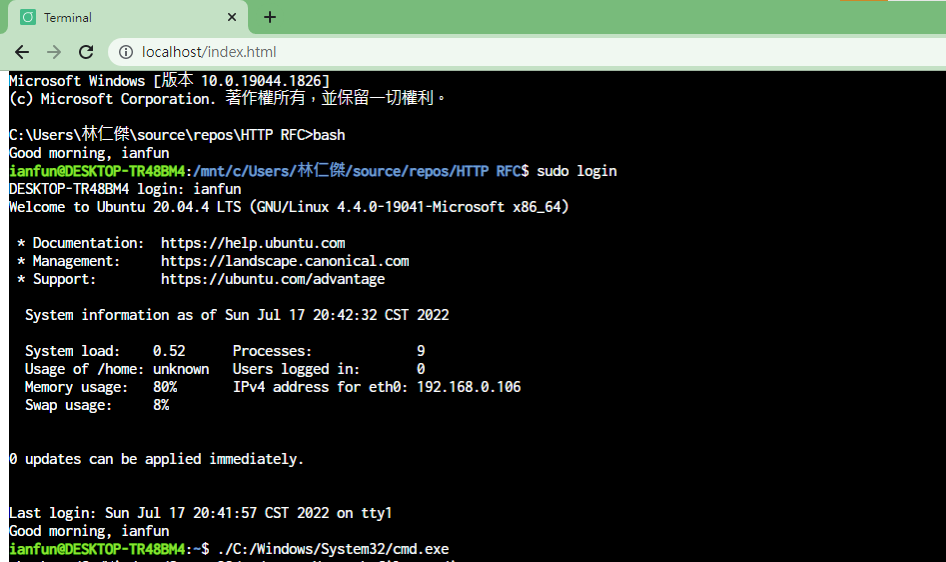 Terminal
localhost/index.html
Microsoft Windows [版本 10.0.19044.1826]
(c) Microsoft Corporation. 著作權所有，並保留一切權利。
C:\Users\林仁傑\source\repos\HTTP RFC>bash
Good morning, ianfun
ianfun@DESKTOP-TR48BM4:/mnt/c/Users/林仁傑/source/repos/HTTP RFC$ sudo login
DESKTOP-TR48BM4 login: ianfun
Welcome to Ubuntu 20.04.4 LTS (GNU/Linux 4.4.0-19041-Microsoft x86_64)
* Documentation: https://help.ubuntu.com
* Management: https://landscape.canonical.com
* Support: https://ubuntu.com/advantage
System information as of Sun Jul 17 20:42:32 CST 2022
System load: 0.52 Processes: 9
Usage of /home: unknown Users logged in: 0
Memory usage: 80% IPv4 address for eth0: 192.168.0.106
Swap usage: 8%
0 updates can be applied immediately.
Last login: Sun Jul 17 20:41:57 CST 2022 on tty1
Good morning, ianfun
ianfun@DESKTOP-TR48BM4:~$ ./C:/Windows/System32/cmd.exe